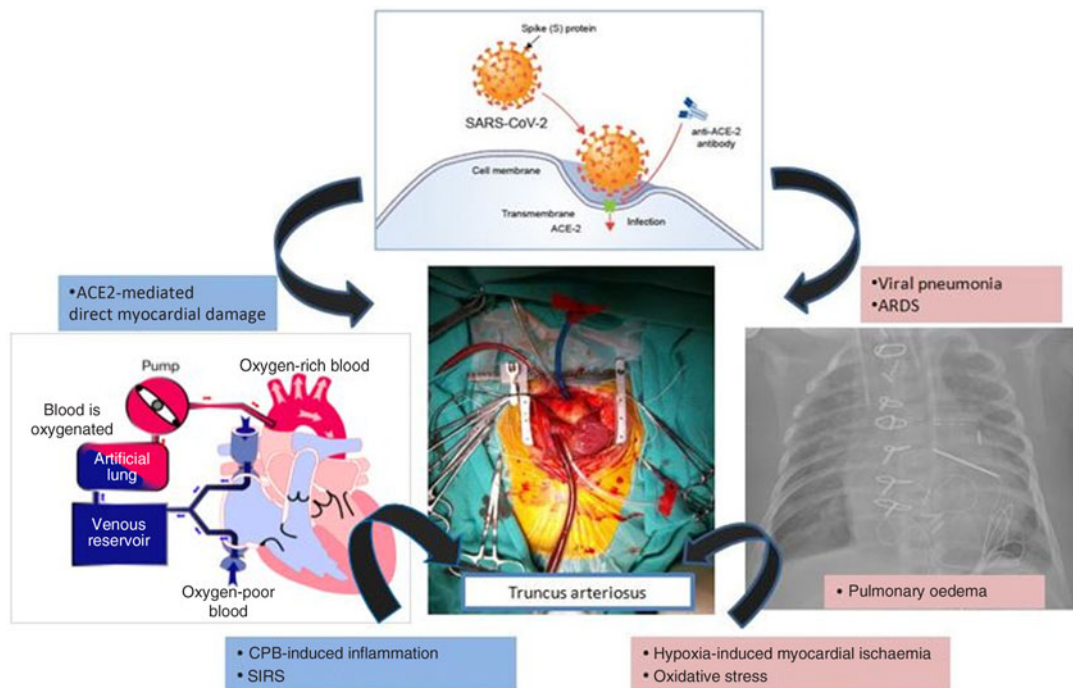 Spike (S) protein
SARS-CoV-2
anti-ACE-2
antibody
Cell membrane
Transmembrane
ACE-2
Infection
•ACE2-mediated
direct myocardial damage
•Viral pneumonia
•ARDS
Pump
Oxygen-rich blood
Blood is
oxygenated
Artificial
lung
Venous
reservoir
Oxygen-poor
blood
Truncus arteriosus
• Pulmonary oedema
• CPB-induced inflammation
• SIRS
• Hypoxia-induced myocardial ischaemia
• Oxidative stress